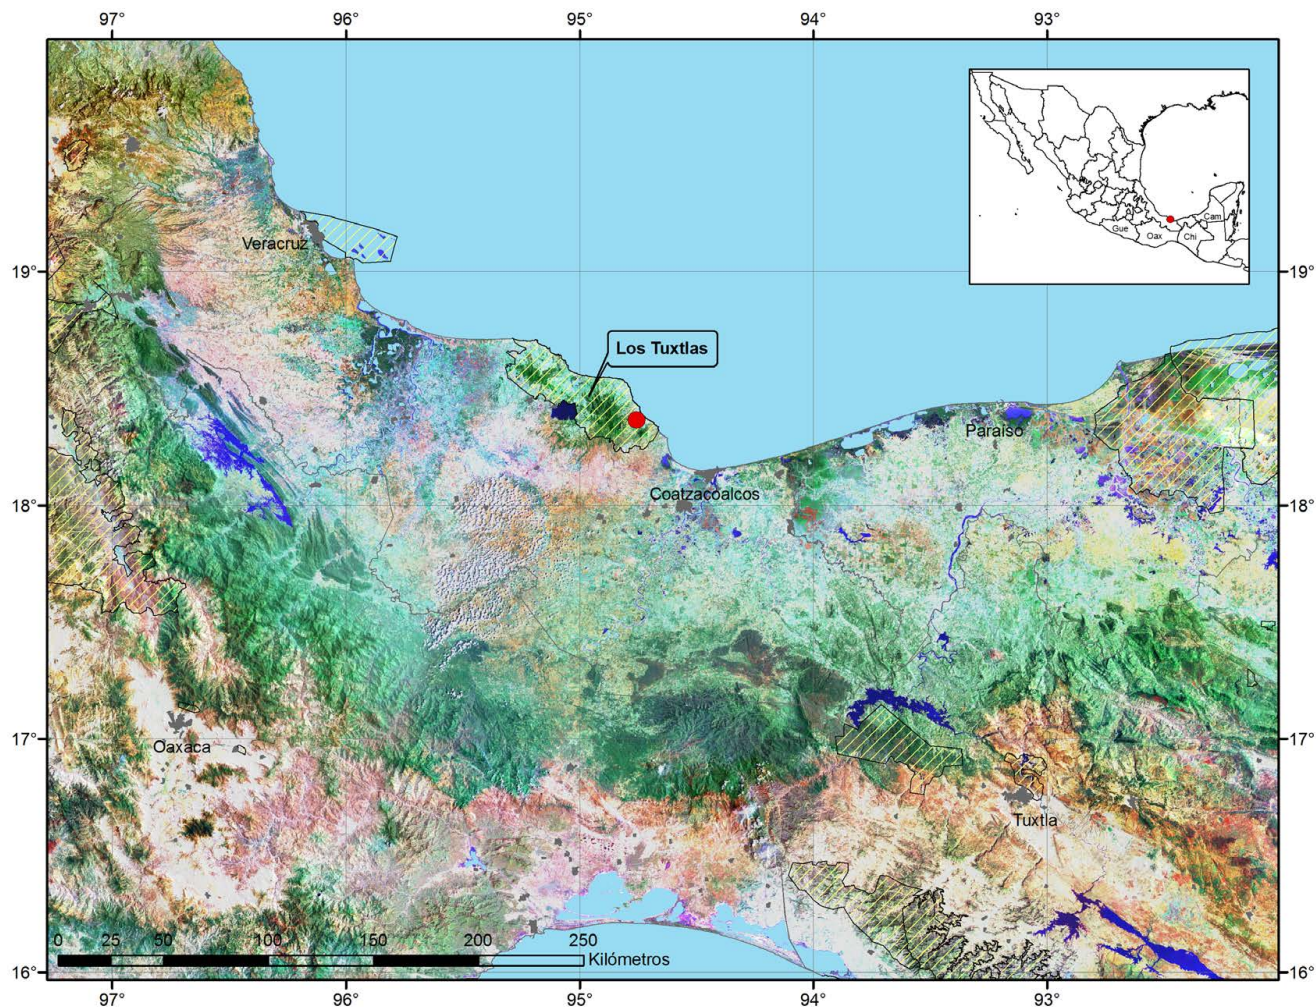 97°
96°
95°
94°
93°
Cam
Gue
Oax
Chi
Veracruz
19°
19°
Los Tuxtlas
Paraíso
Coatzacoalcos
18°
18°
Oaxaca
17°
17°
Tuxtla
0
25
50
100
150
200
250
Kilómetros
16°
16°
97°
96°
95°
94°
93°